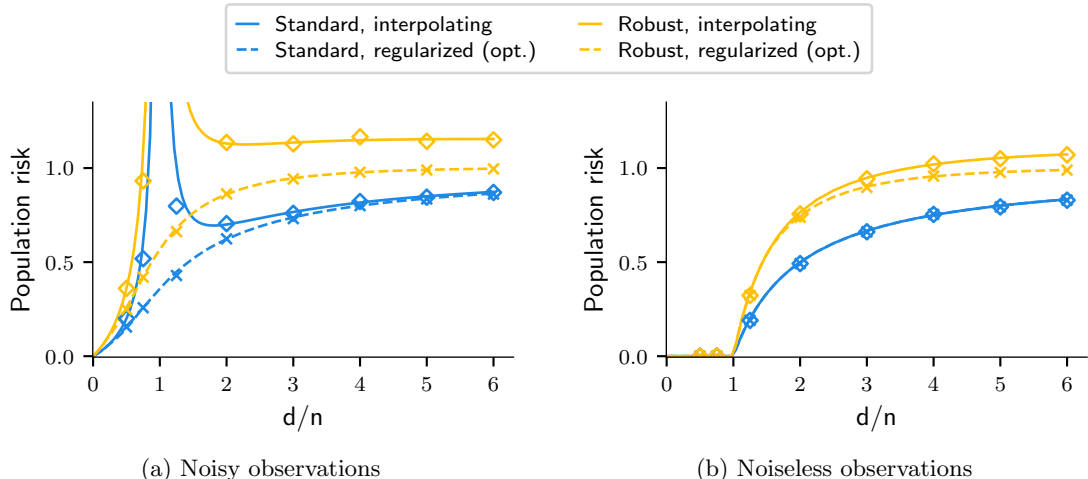 Standard, interpolating
Robust, interpolating
Standard, regularized (opt.)
Robust, regularized (opt.)
Population risk
1.0
0.5
0.0
0 1 2 3 4 5 6
d/n
(a) Noisy observations
Population risk
1.0
0.5
0.0
0 1 2 3 4 5 6
d/n
(b) Noiseless observations